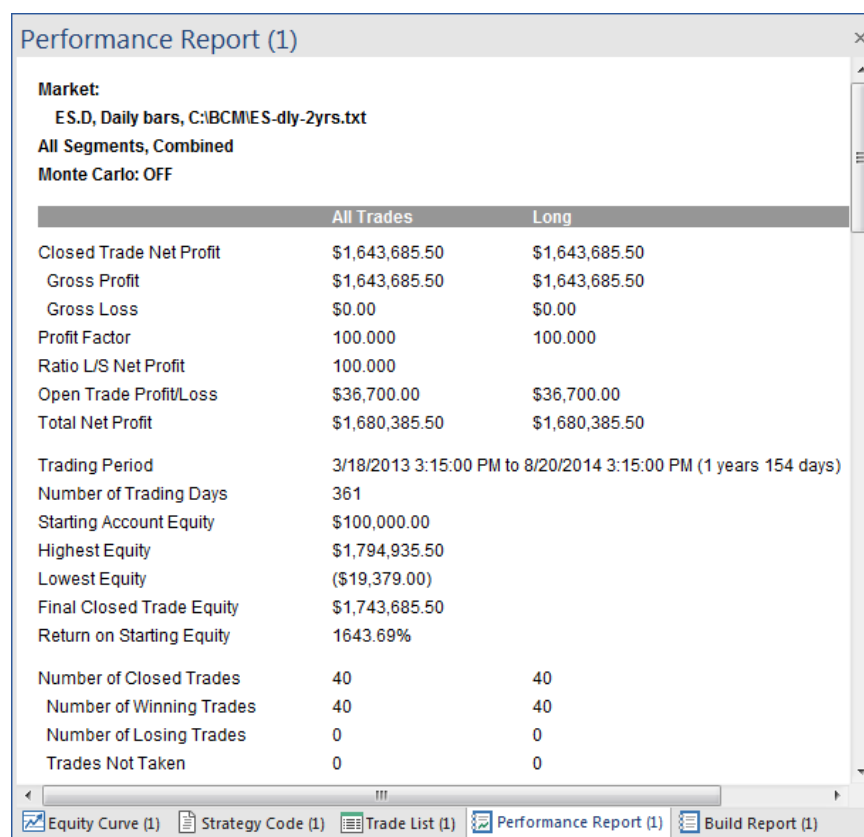 Performance Report (1)
Market:
ES.D, Daily bars, C:\BCM\ES-dly-2yrs.txt
All Segments, Combined
Monte Carlo: OFF
All Trades Long
Closed Trade Net Profit $1,643,685.50 $1,643,685.50
Gross Profit $1,643,685.50 $1,643,685.50
Gross Loss $0.00 $0.00
Profit Factor 100.000 100.000
Ratio L/S Net Profit 100.000
Open Trade Profit/Loss $36,700.00 $36,700.00
Total Net Profit $1,680,385.50 $1,680,385.50
Trading Period 3/18/2013 3:15:00 PM to 8/20/2014 3:15:00 PM (1 years 154 days)
Number of Trading Days 361
Starting Account Equity $100,000.00
Highest Equity $1,794,935.50
Lowest Equity ($19,379.00)
Final Closed Trade Equity $1,743,685.50
Return on Starting Equity 1643.69%
Number of Closed Trades 40 40
Number of Winning Trades 40 40
Number of Losing Trades 0 0
Trades Not Taken 0 0
Equity Curve (1) Strategy Code (1) Trade List (1) Performance Report (1) Build Report (1)